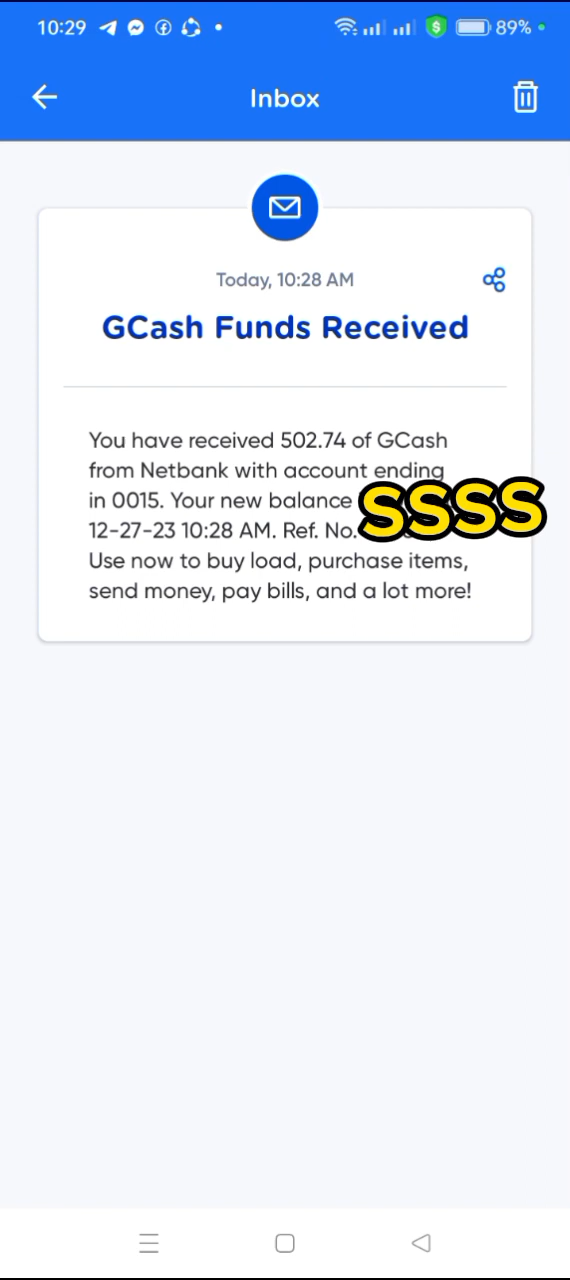 10:29
89%
Inbox
Today, 10:28 AM
GCash Funds Received
You have received 502.74 of GCash
from Netbank with account ending
in 0015. Your new balance
SSSS
12-27-23 10:28 AM. Ref. No.
Use now to buy load, purchase items,
send money, pay bills, and a lot more!